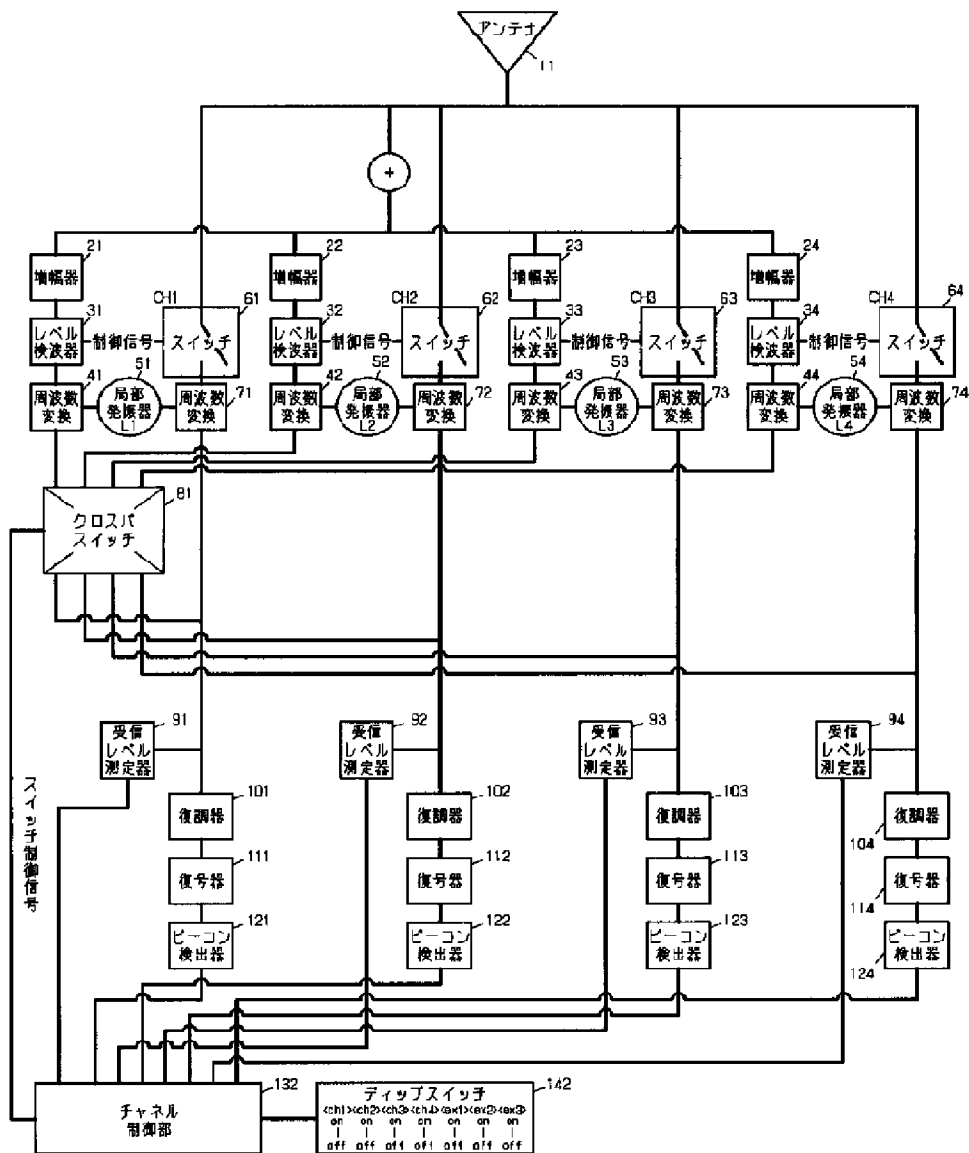 アンテナ
11
+
21
22
23
24
増幅器
増幅器
増幅器
増幅器
CH1
61
CH2
62
CH3
63
CH4
64
31
32
33
34
レベル
検波器
制御信号
スイッチ
レベル
検波器
制御信号
スイッチ
レベル
検波器
制御信号
スイッチ
レベル
検波器
制御信号
スイッチ
41
51
71
42
52
72
43
53
73
44
54
74
周波数
変換
局部
発振器
L1
周波数
変換
周波数
変換
局部
発振器
L2
周波数
変換
周波数
変換
局部
発振器
L3
周波数
変換
周波数
変換
局部
発振器
L4
周波数
変換
81
クロスバ
スイッチ
91
92
93
94
受信
レベル
測定器
受信
レベル
測定器
受信
レベル
測定器
受信
レベル
測定器
スイッチ制御信号
101
102
103
104
復調器
復調器
復調器
復調器
111
112
113
114
復号器
復号器
復号器
復号器
121
122
123
124
ビーコン
検出器
ビーコン
検出器
ビーコン
検出器
ビーコン
検出器
132
チャネル
制御部
142
ディップスイッチ
<ch1><ch2><ch3><ch4><ex1><ex2><ex3>
on on on on on on on
off off off off off off off